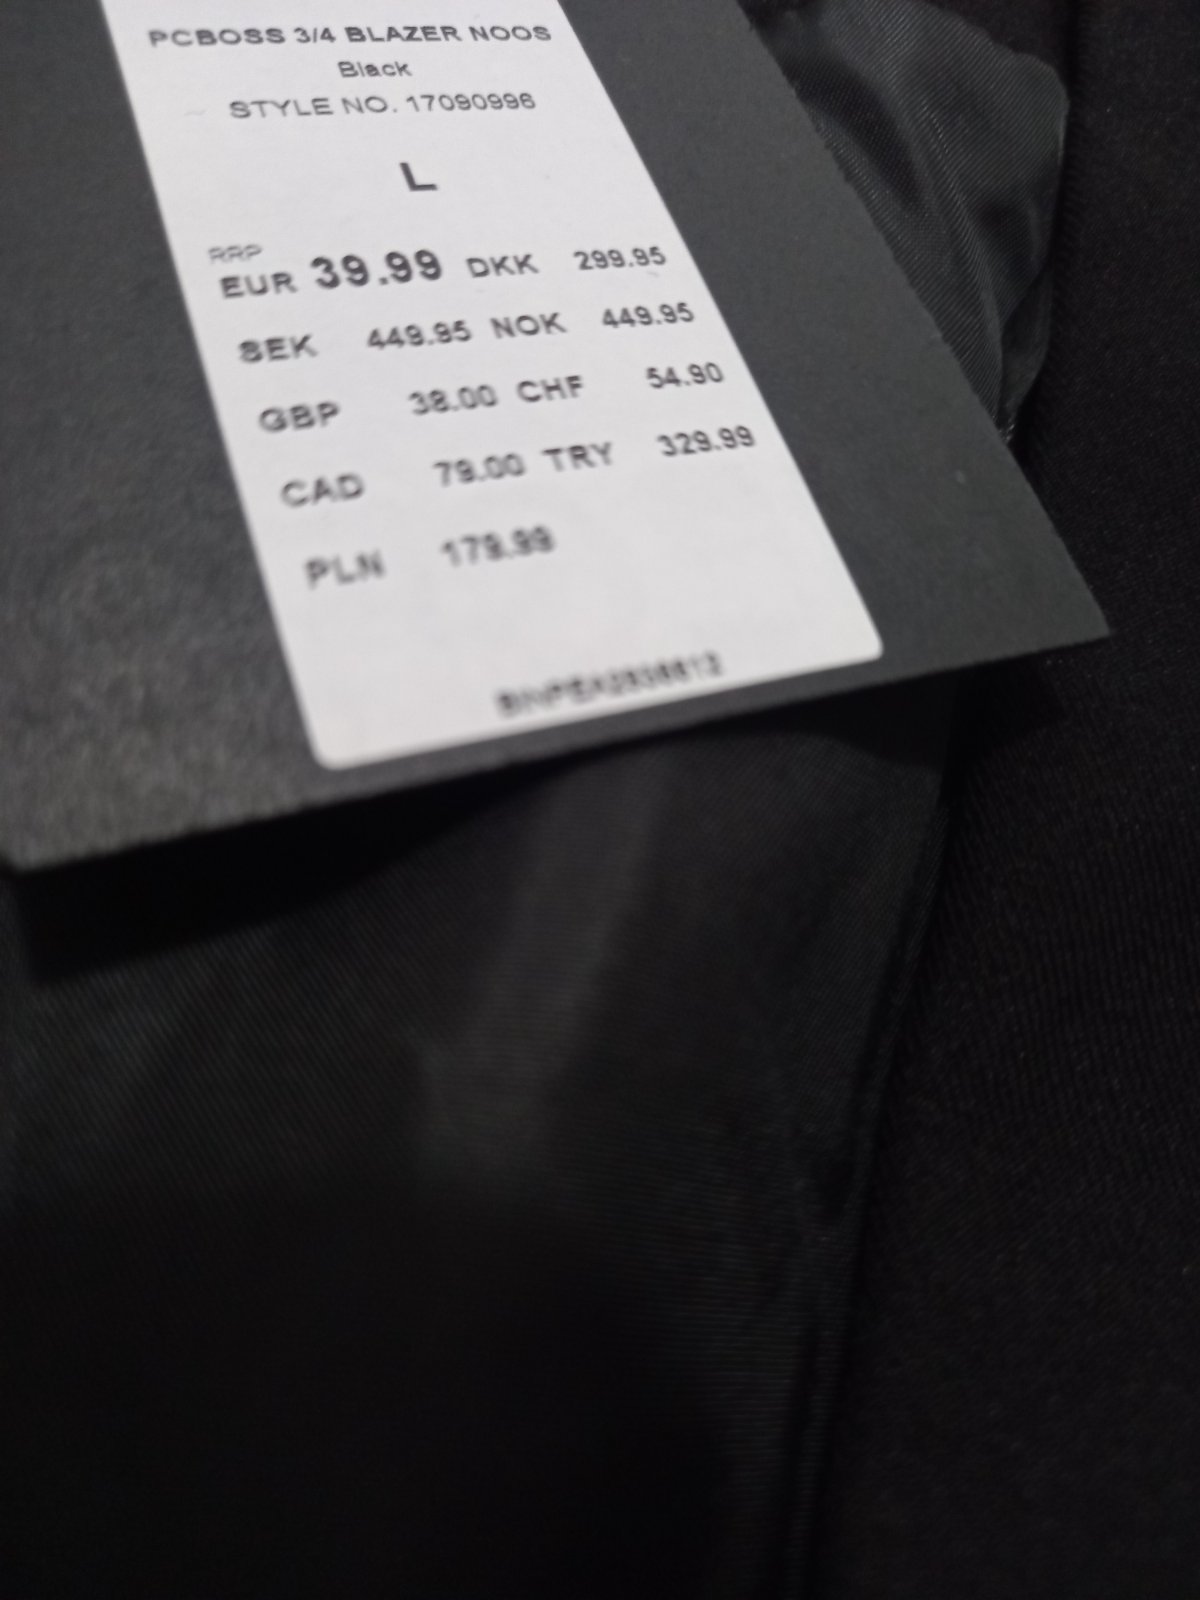 PCBOSS 3/4 BLAZER NOOS
Black
STYLE NO. 17090996
L
RRP
EUR 39.99 DKK 299.95
SEK 449.95 NOK 449.95
GBP 38.00 CHF 54.90
CAD 79.00 TRY 329.99
PLN 179.99